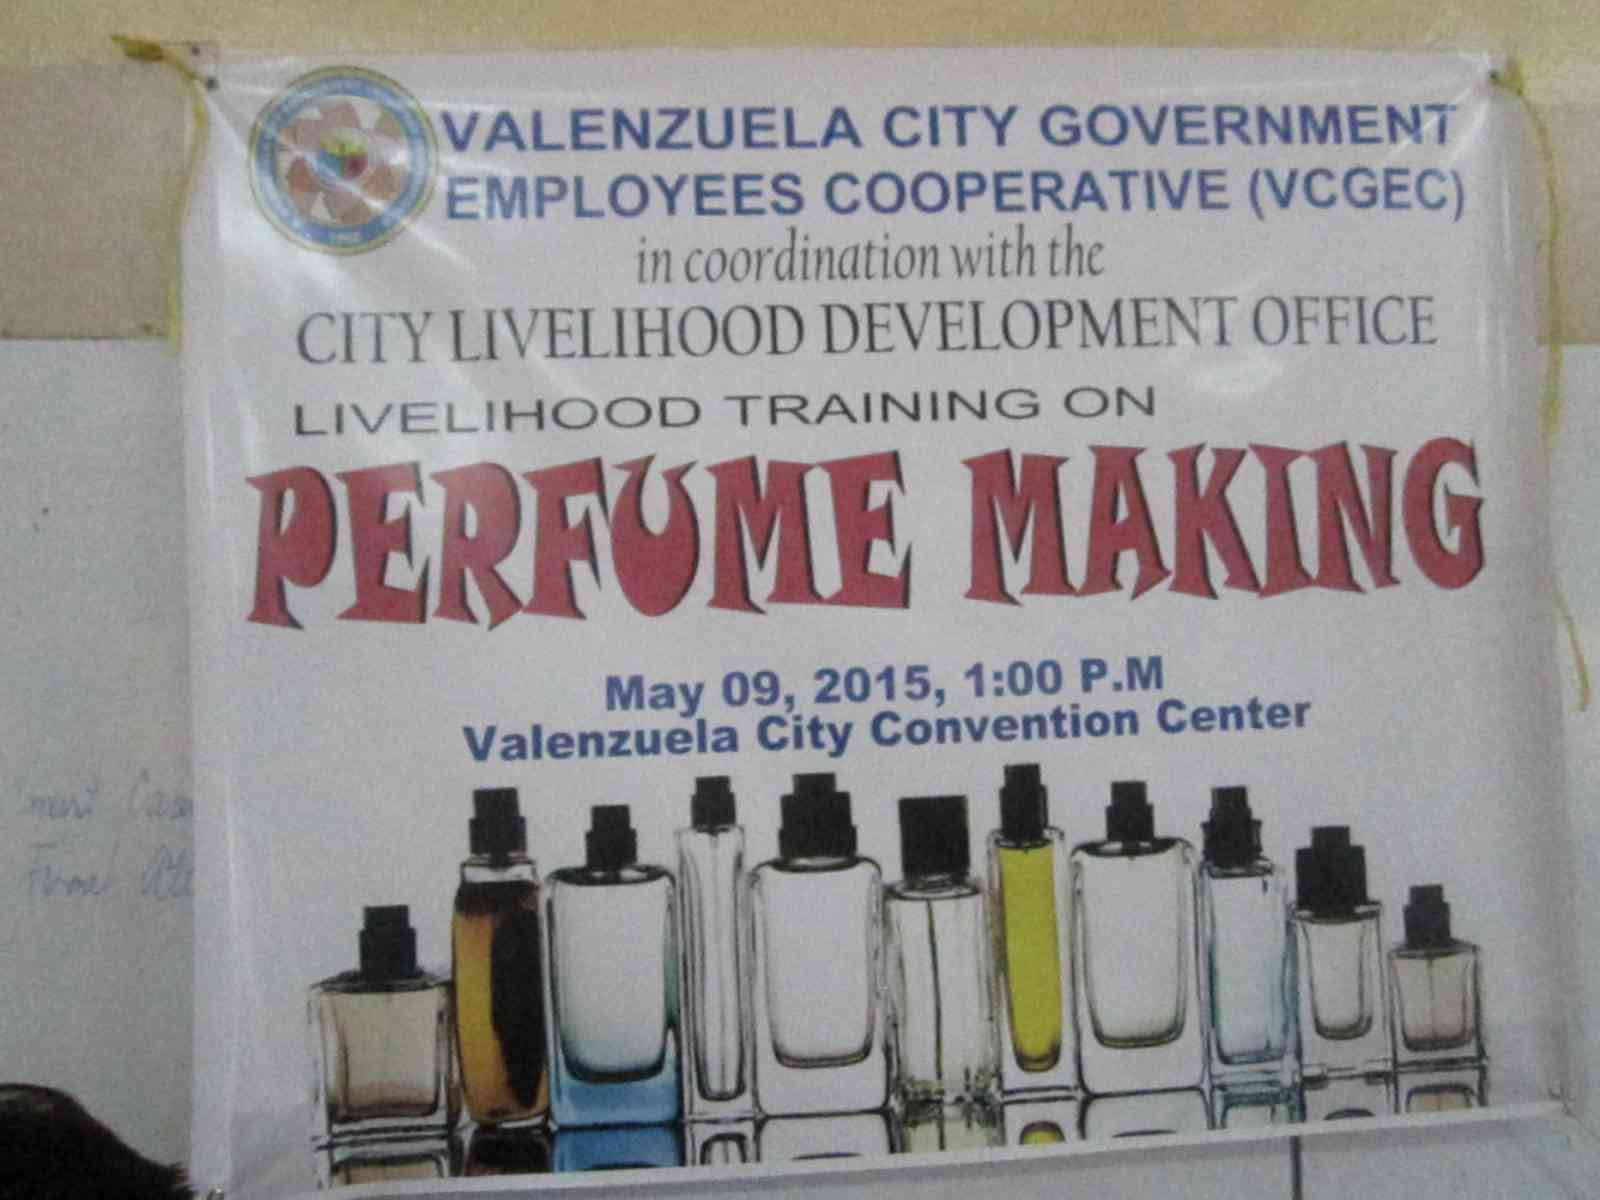 VALENZUELA CITY GOVERNMENT
EMPLOYEES COOPERATIVE (VCGEC)
in coordination with the
CITY LIVELIHOOD DEVELOPMENT OFFICE
LIVELIHOOD TRAINING ON
PERFUME MAKING
May 09, 2015, 1:00 P.M
Valenzuela City Convention Center